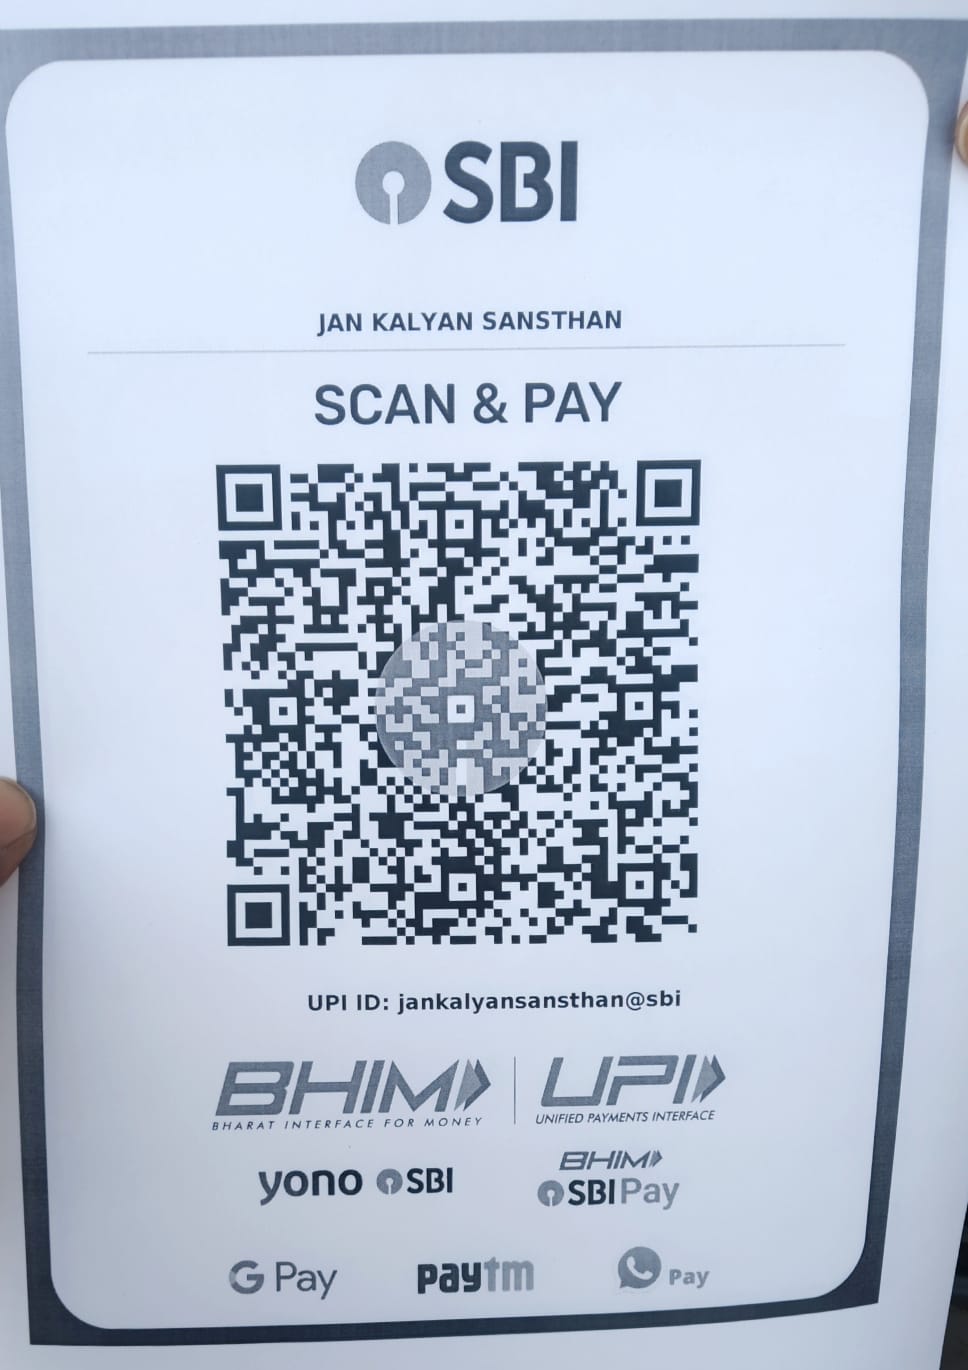 SBI
JAN KALYAN SANSTHAN
SCAN & PAY
UPI ID: jankalyansansthan@sbi
BHIM UPI
BHARAT INTERFACE FOR MONEY UNIFIED PAYMENTS INTERFACE
yono SBI
BHIM
SBI Pay
G Pay paytm Pay